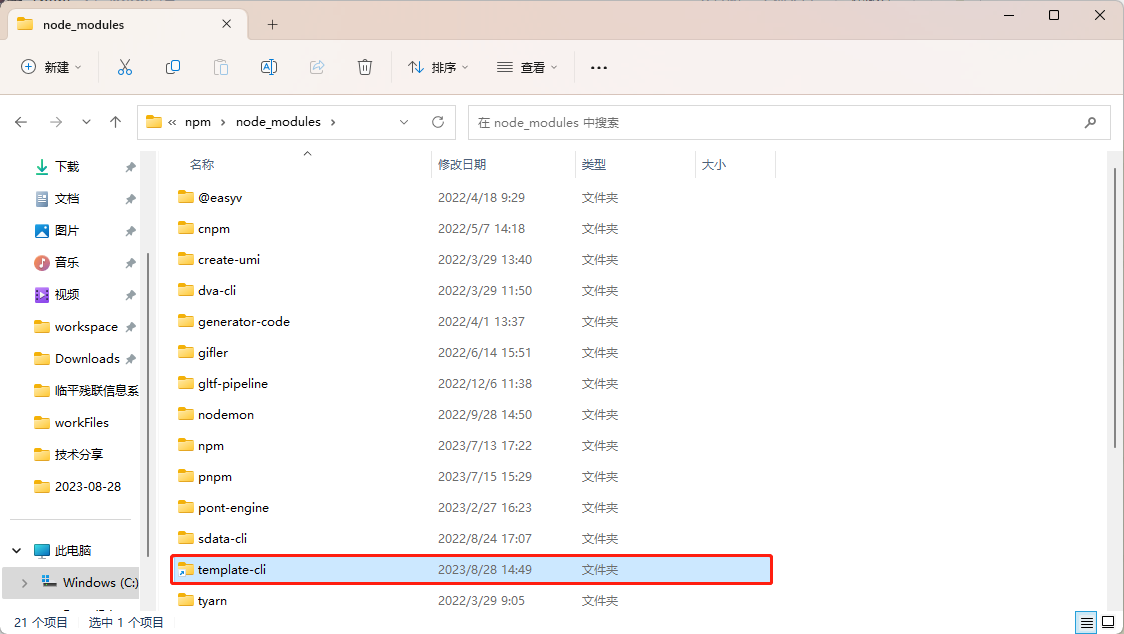 node_modules
新建
排序
查看
« npm › node_modules ›
在 node_modules 中搜索
名称 修改日期 类型 大小
下载
文档
图片
音乐
视频
workspace
Downloads
临平残联信息系
workFiles
技术分享
2023-08-28
此电脑
Windows (C:)
@easyv 2022/4/18 9:29 文件夹
cnpm 2022/5/7 14:18 文件夹
create-umi 2022/3/29 13:40 文件夹
dva-cli 2022/3/29 11:50 文件夹
generator-code 2022/4/1 13:37 文件夹
gifler 2022/6/14 15:51 文件夹
gltf-pipeline 2022/12/6 11:38 文件夹
nodemon 2022/9/28 14:50 文件夹
npm 2023/7/13 17:22 文件夹
pnpm 2023/7/15 15:29 文件夹
pont-engine 2023/2/27 16:23 文件夹
sdata-cli 2022/8/24 17:07 文件夹
template-cli 2023/8/28 14:49 文件夹
tyarn 2022/3/29 9:05 文件夹
21 个项目 选中 1 个项目